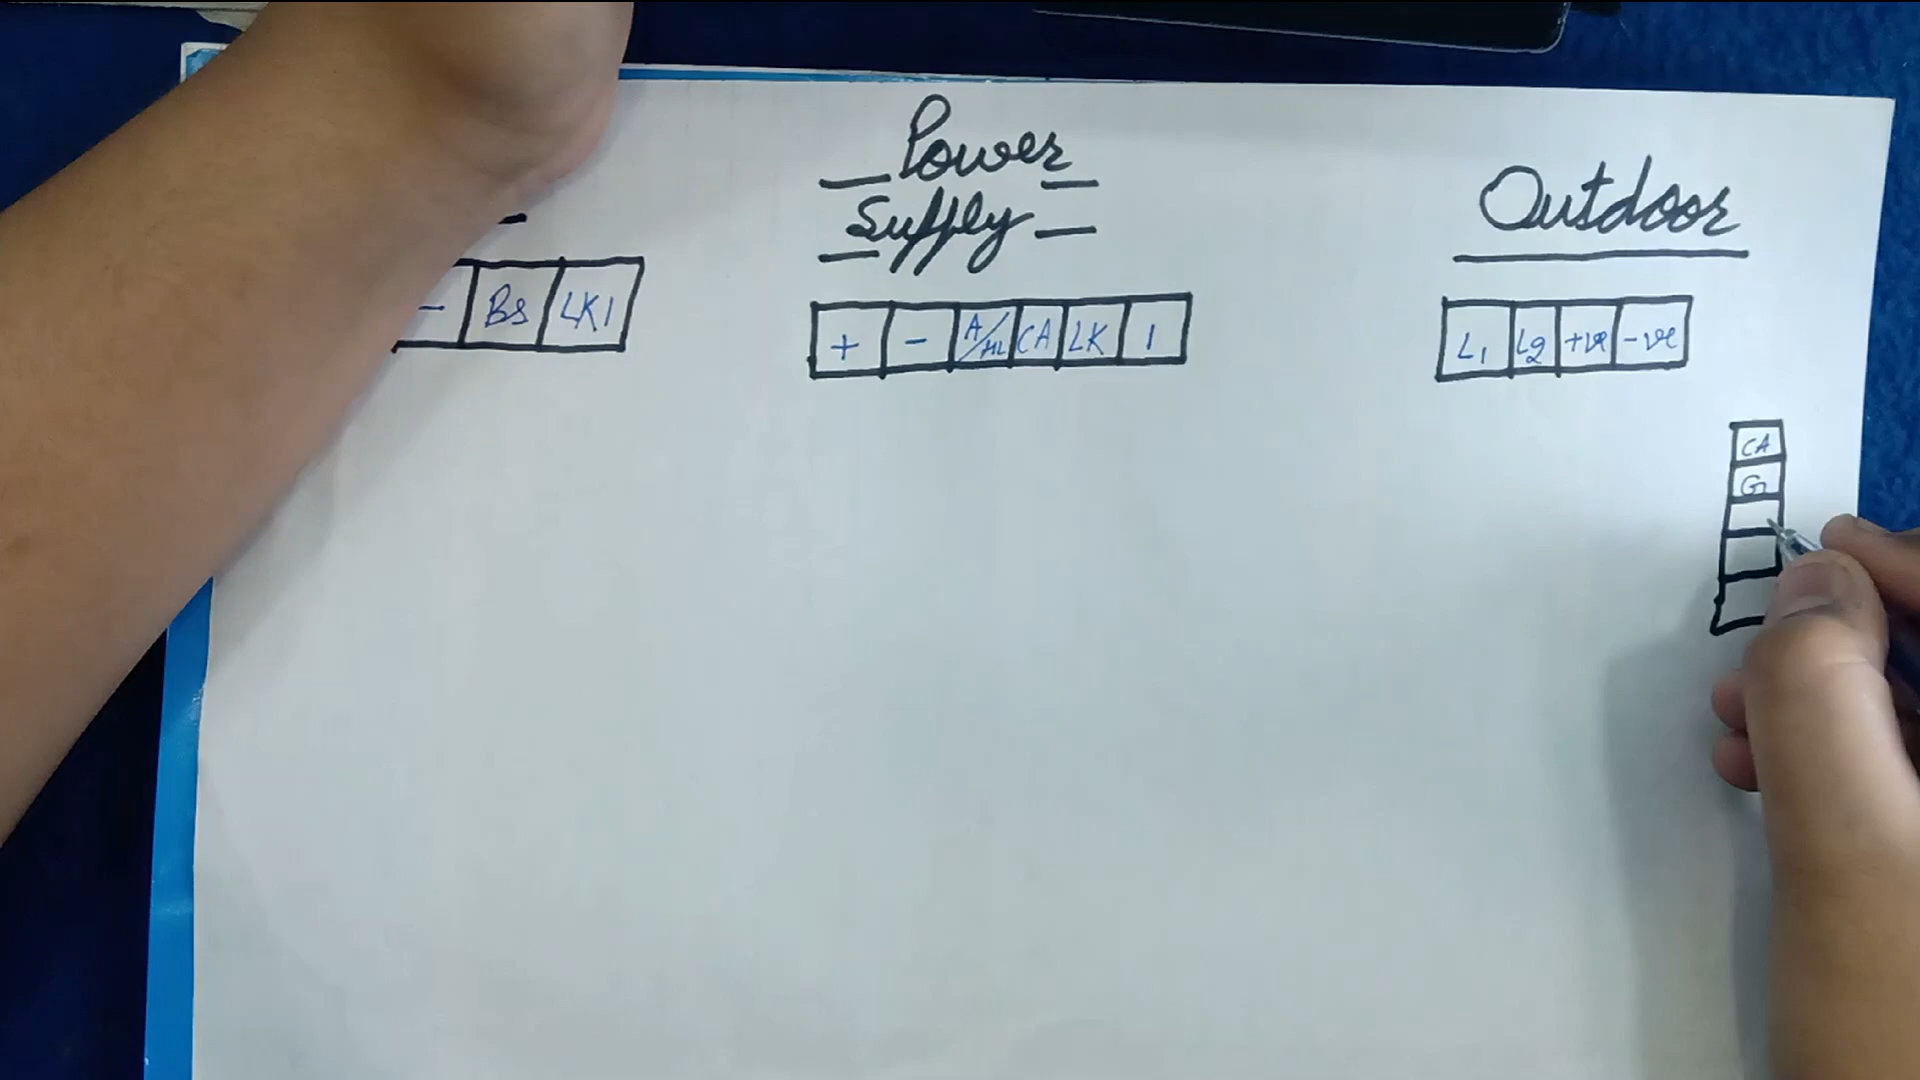 Power
Supply
Outdoor
- Bs LK1
+ - A/ML CA LK 1
L1 L2 +ve -ve
CA
G